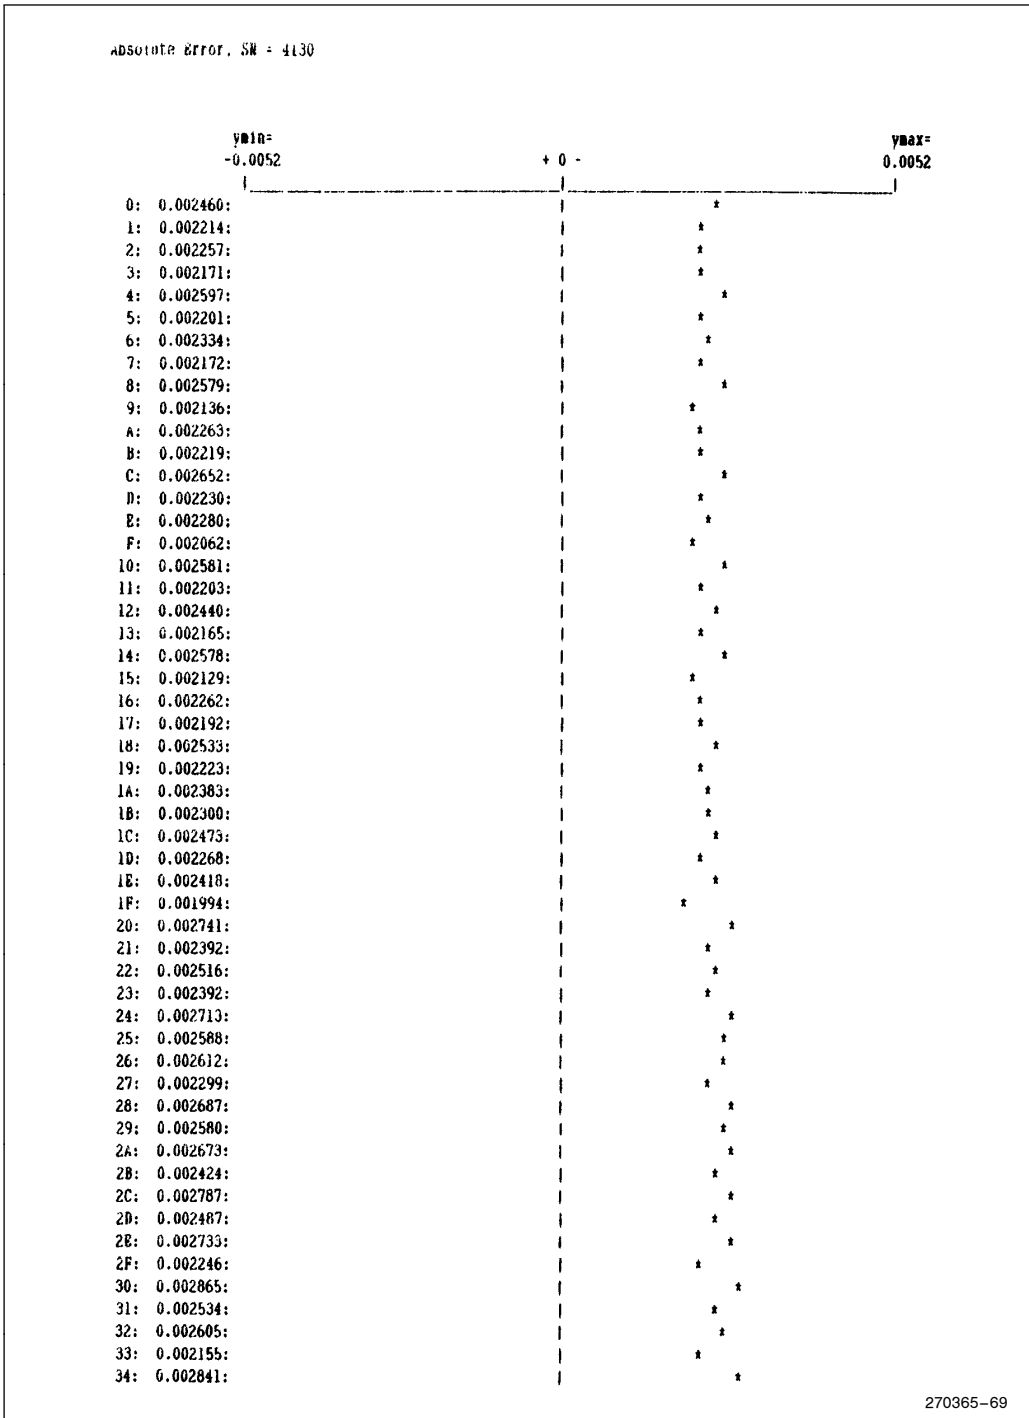 Absolute Error, SN = 4130
ymin= ymax=
-0.0052 + 0 - 0.0052
0: 0.002460: *
1: 0.002214: *
2: 0.002257: *
3: 0.002171: *
4: 0.002597: *
5: 0.002201: *
6: 0.002334: *
7: 0.002172: *
8: 0.002579: *
9: 0.002136: *
A: 0.002263: *
B: 0.002219: *
C: 0.002652: *
D: 0.002230: *
E: 0.002280: *
F: 0.002062: *
10: 0.002581: *
11: 0.002203: *
12: 0.002440: *
13: 0.002165: *
14: 0.002578: *
15: 0.002129: *
16: 0.002262: *
17: 0.002192: *
18: 0.002533: *
19: 0.002223: *
1A: 0.002383: *
1B: 0.002300: *
1C: 0.002473: *
1D: 0.002268: *
1E: 0.002418: *
1F: 0.001994: *
20: 0.002741: *
21: 0.002392: *
22: 0.002516: *
23: 0.002392: *
24: 0.002713: *
25: 0.002588: *
26: 0.002612: *
27: 0.002299: *
28: 0.002687: *
29: 0.002580: *
2A: 0.002673: *
2B: 0.002424: *
2C: 0.002787: *
2D: 0.002487: *
2E: 0.002733: *
2F: 0.002246: *
30: 0.002865: *
31: 0.002534: *
32: 0.002605: *
33: 0.002155: *
34: 0.002841: *
270365-69